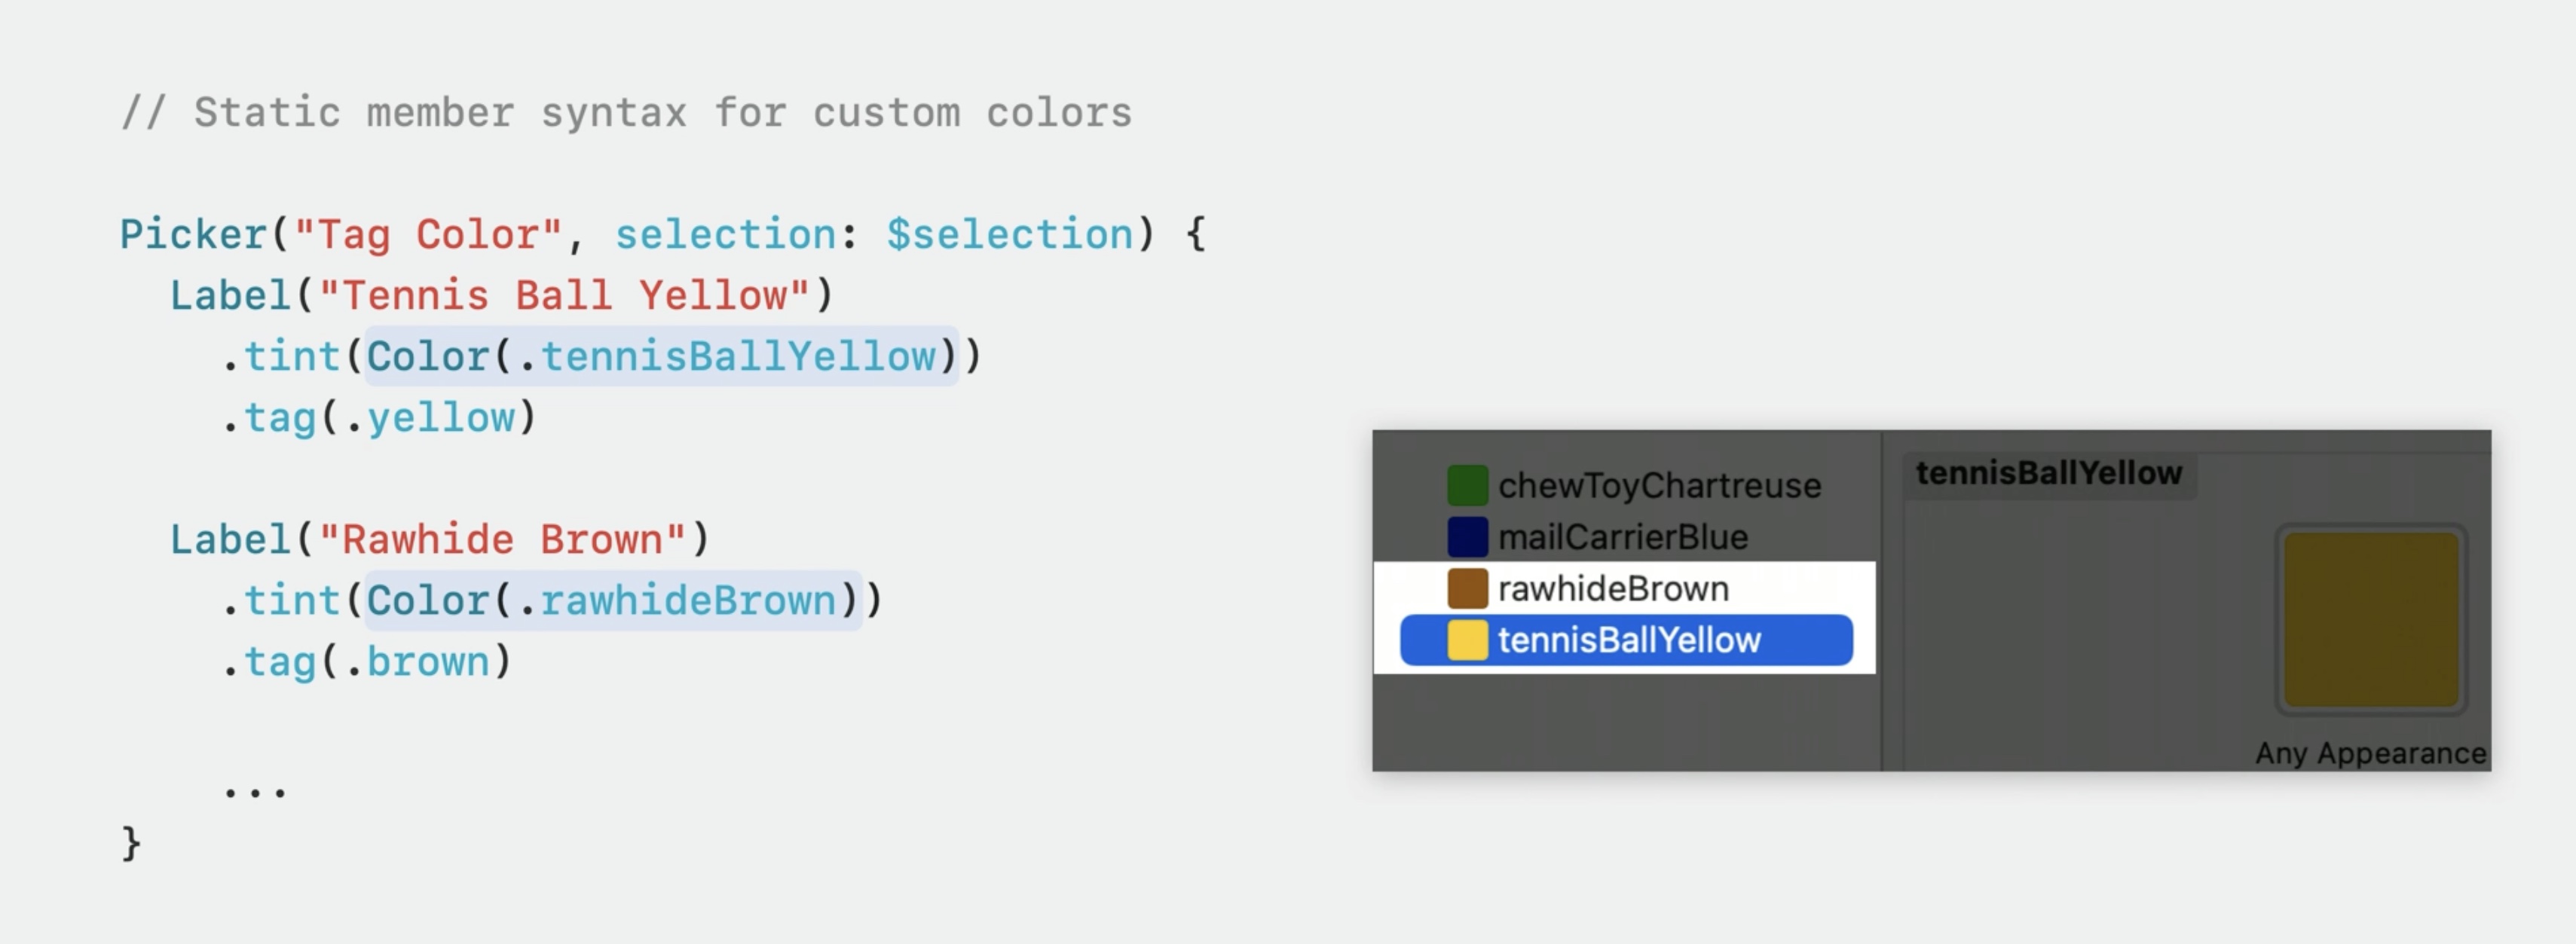 // Static member syntax for custom colors
Picker("Tag Color", selection: $selection) {
Label("Tennis Ball Yellow")
.tint(Color(.tennisBallYellow))
.tag(.yellow)
Label("Rawhide Brown")
.tint(Color(.rawhideBrown))
.tag(.brown)
...
}
chewToyChartreuse
mailCarrierBlue
rawhideBrown
tennisBallYellow
tennisBallYellow
Any Appearance